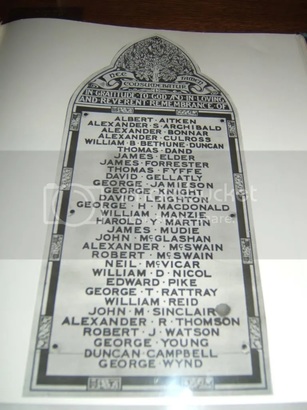 NEC TAMEN
CONSUMEBATUR
IN GRATITUDE·TO·GOD AND IN·LOVING
AND REVERENT·REMEMBRANCE·OF
ALBERT·AITKEN
ALEXANDER·S·ARCHIBALD
ALEXANDER·BONNAR
ALEXANDER·CULROSS
WILLIAM·B·BETHUNE·DUNCAN
THOMAS·DAND
JAMES·ELDER
JAMES·FORRESTER
THOMAS·FYFFE
DAVID·GELLATLY
GEORGE·JAMIESON
GEORGE·KNIGHT
DAVID·LEIGHTON
GEORGE·H·MACDONALD
WILLIAM·MANZIE
HAROLD·Y·MARTIN
JAMES·MUDIE
JOHN·McGLASHAN
ALEXANDER·McSWAIN
ROBERT·McSWAIN
NEIL·McVICAR
WILLIAM·D·NICOL
EDWARD·PIKE
GEORGE·T·RATTRAY
WILLIAM·REID
JOHN·M·SINCLAIR
ALEXANDER·R·THOMSON
ROBERT·J·WATSON
GEORGE·YOUNG
DUNCAN·CAMPBELL
GEORGE·WYND